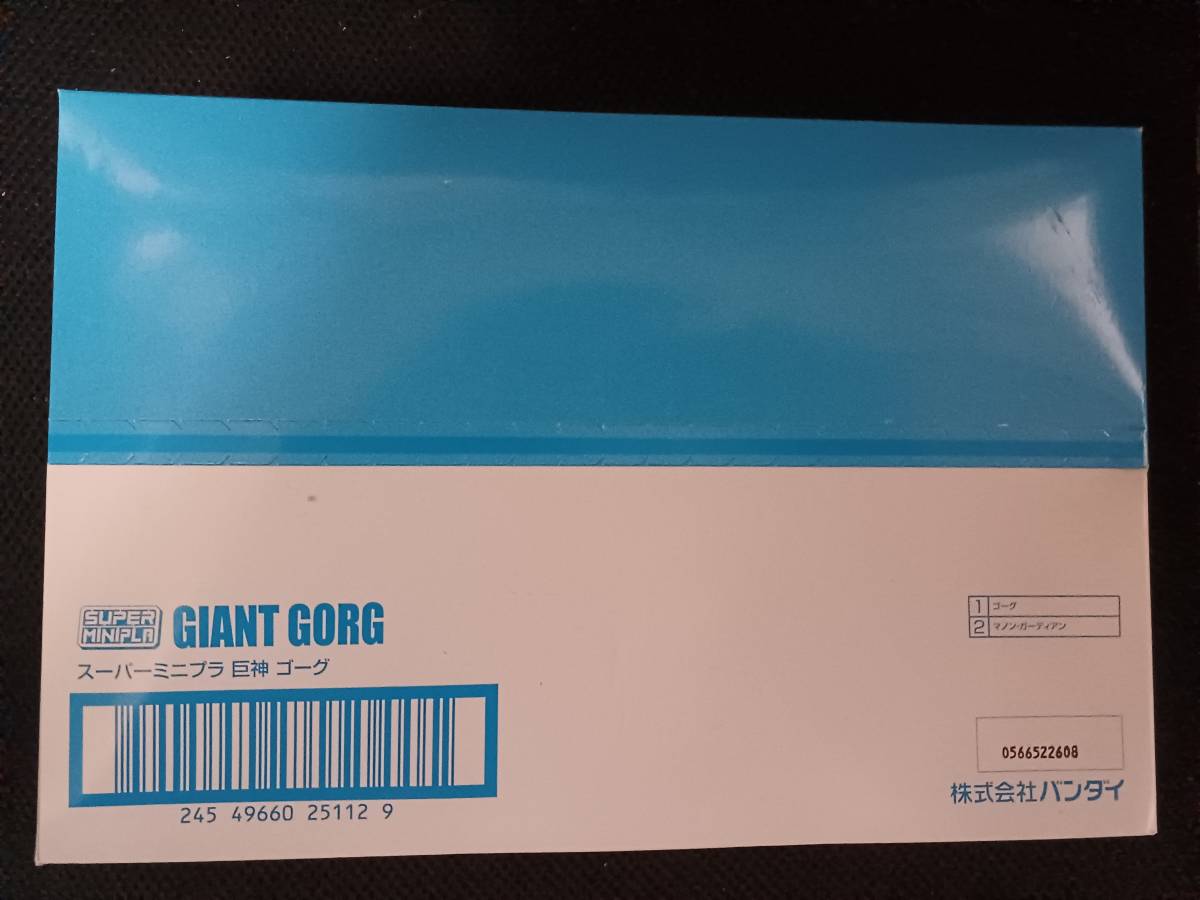 SUPER MINIPLA GIANT GORG
スーパーミニプラ 巨神 ゴーグ
245 49660 25112 9
1 ゴーグ
2 マノン・ガーディアン
0566522608
株式会社バンダイ